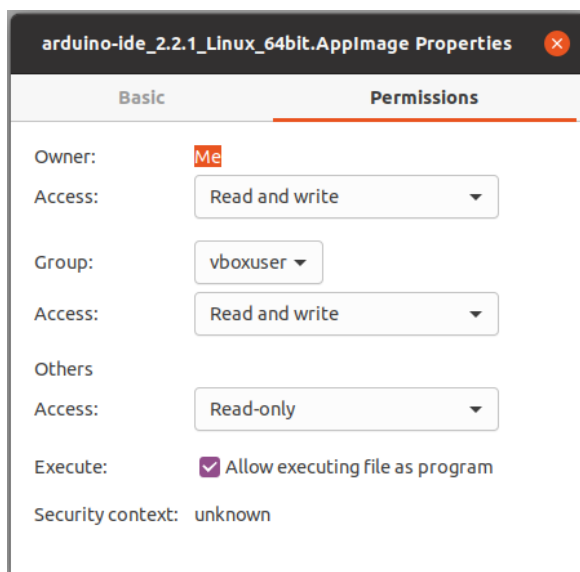 arduino-ide_2.2.1_Linux_64bit.AppImage Properties
Basic Permissions
Owner: Me
Access: Read and write
Group: vboxuser
Access: Read and write
Others
Access: Read-only
Execute: Allow executing file as program
Security context: unknown